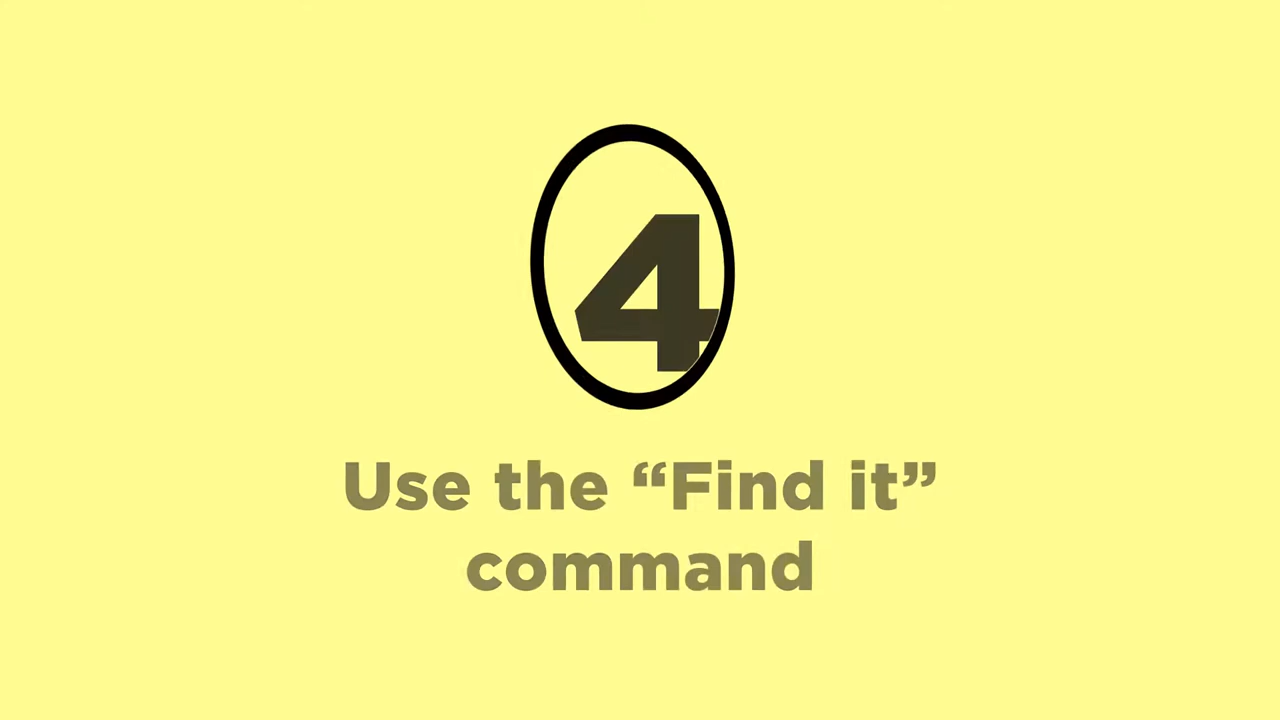 4
Use the “Find it”
command